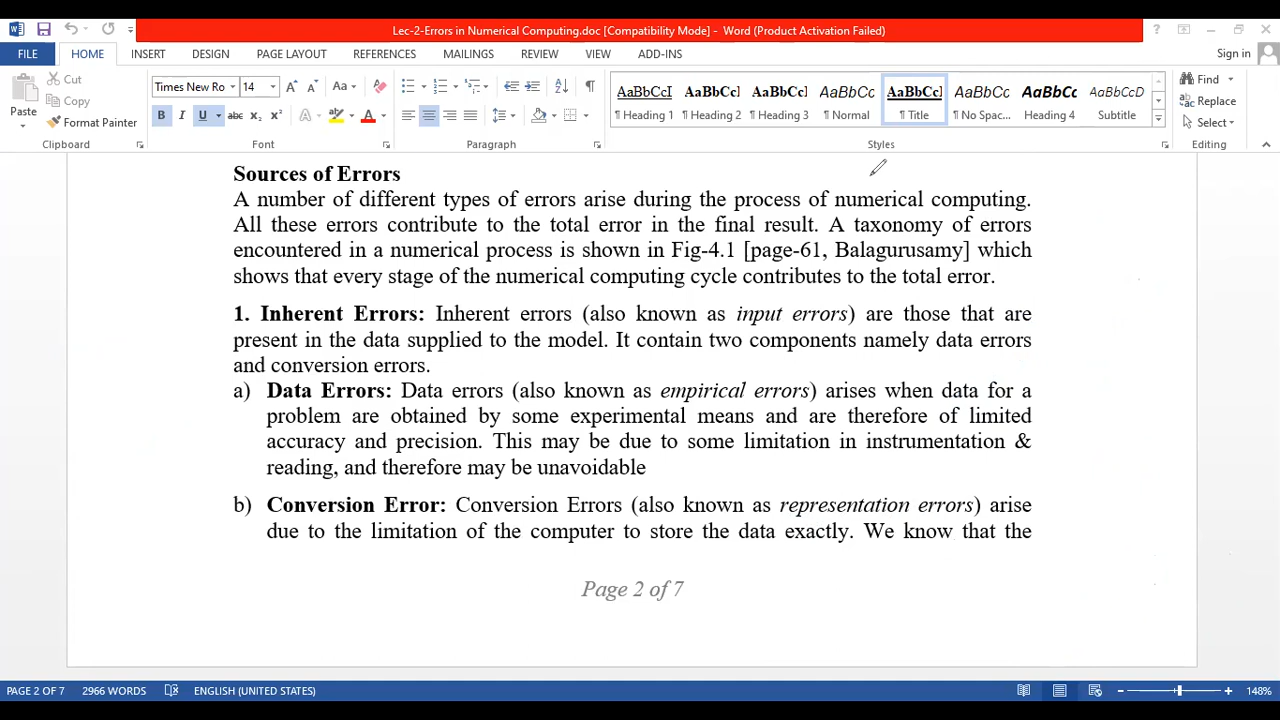 Lec-2-Errors in Numerical Computing.doc [Compatibility Mode] - Word (Product Activation Failed)
FILE HOME INSERT DESIGN PAGE LAYOUT REFERENCES MAILINGS REVIEW VIEW ADD-INS Sign in
Paste
Cut
Copy
Format Painter
Clipboard
Times New Ro 14
Font
Paragraph
AaBbCcI AaBbCcl AaBbCcl AaBbCc AaBbCcl AaBbCc AaBbCc AaBbCcD
¶ Heading 1 ¶ Heading 2 ¶ Heading 3 ¶ Normal ¶ Title ¶ No Spac... Heading 4 Subtitle
Styles
Find
Replace
Select
Editing
Sources of Errors
A number of different types of errors arise during the process of numerical computing.
All these errors contribute to the total error in the final result. A taxonomy of errors
encountered in a numerical process is shown in Fig-4.1 [page-61, Balagurusamy] which
shows that every stage of the numerical computing cycle contributes to the total error.
1. Inherent Errors: Inherent errors (also known as input errors) are those that are
present in the data supplied to the model. It contain two components namely data errors
and conversion errors.
a) Data Errors: Data errors (also known as empirical errors) arises when data for a
problem are obtained by some experimental means and are therefore of limited
accuracy and precision. This may be due to some limitation in instrumentation &
reading, and therefore may be unavoidable
b) Conversion Error: Conversion Errors (also known as representation errors) arise
due to the limitation of the computer to store the data exactly. We know that the
Page 2 of 7
PAGE 2 OF 7 2966 WORDS ENGLISH (UNITED STATES) 148%